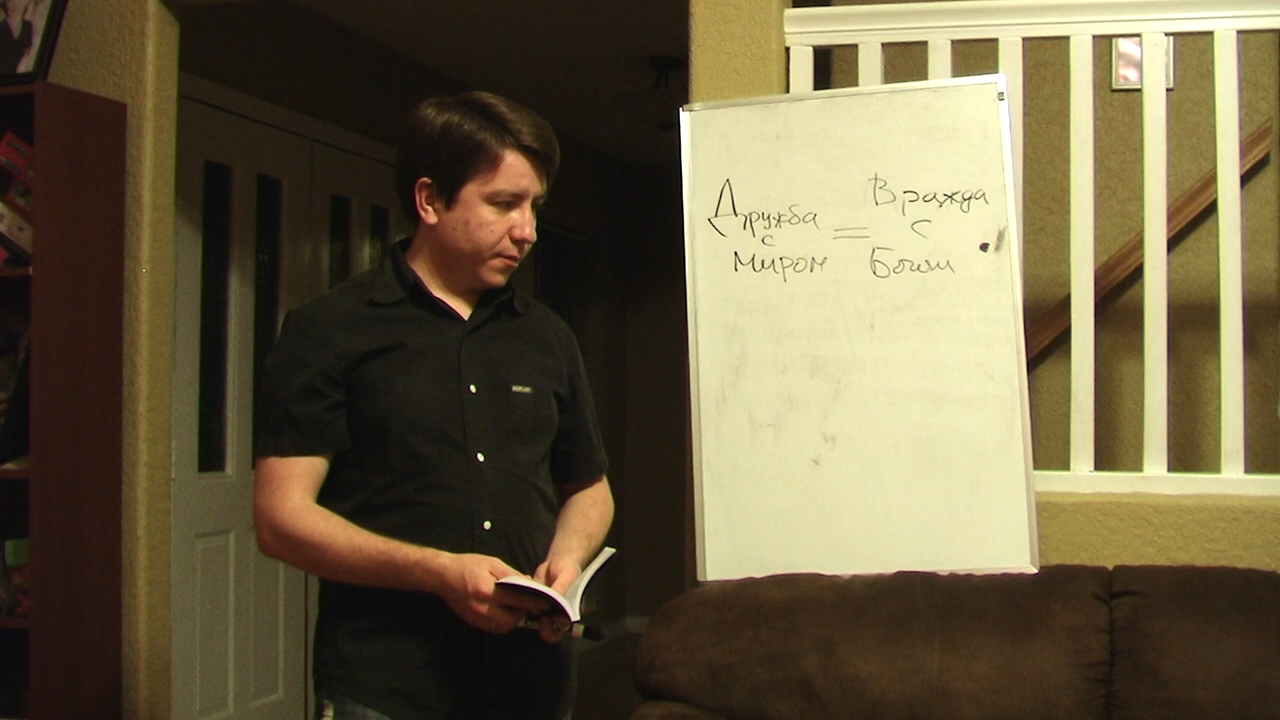 Дружба
с
миром
=
Вражда
с
Богом